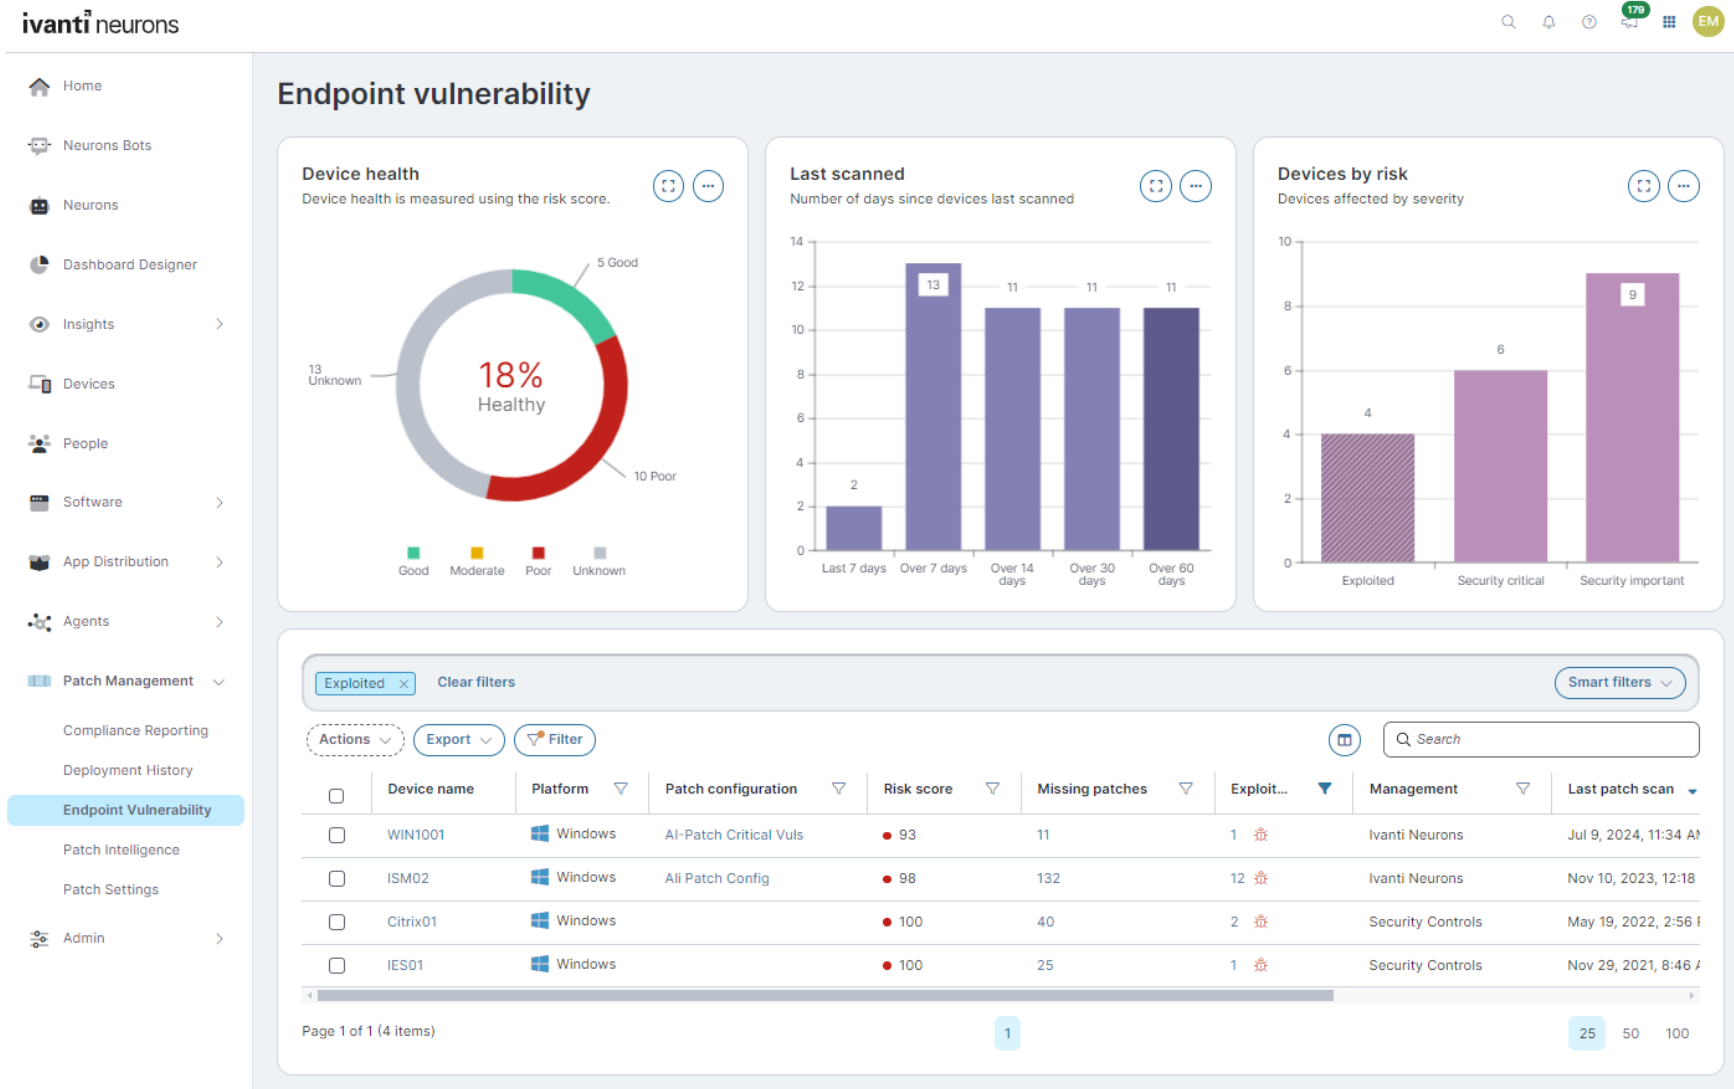 ivanti neurons
179
EM
Home
Neurons Bots
Neurons
Dashboard Designer
Insights
Devices
People
Software
App Distribution
Agents
Patch Management
Compliance Reporting
Deployment History
Endpoint Vulnerability
Patch Intelligence
Patch Settings
Admin
Endpoint vulnerability
Device health
Device health is measured using the risk score.
5 Good
13
Unknown
18%
Healthy
10 Poor
Good Moderate Poor Unknown
Last scanned
Number of days since devices last scanned
14
12
10
8
6
4
2
0
2
13
11
11
11
Last 7 days
Over 7 days
Over 14
days
Over 30
days
Over 60
days
Devices by risk
Devices affected by severity
10
8
6
4
2
0
4
6
9
Exploited
Security critical
Security important
Exploited
Clear filters
Smart filters
Actions Export Filter
Search
Device name Platform Patch configuration Risk score Missing patches Exploit... Management Last patch scan
WIN1001 Windows AI-Patch Critical Vuls 93 11 1 Ivanti Neurons Jul 9, 2024, 11:34 AM
ISM02 Windows Ali Patch Config 98 132 12 Ivanti Neurons Nov 10, 2023, 12:18
Citrix01 Windows 100 40 2 Security Controls May 19, 2022, 2:56
IES01 Windows 100 25 1 Security Controls Nov 29, 2021, 8:46
Page 1 of 1 (4 items)
1
25 50 100